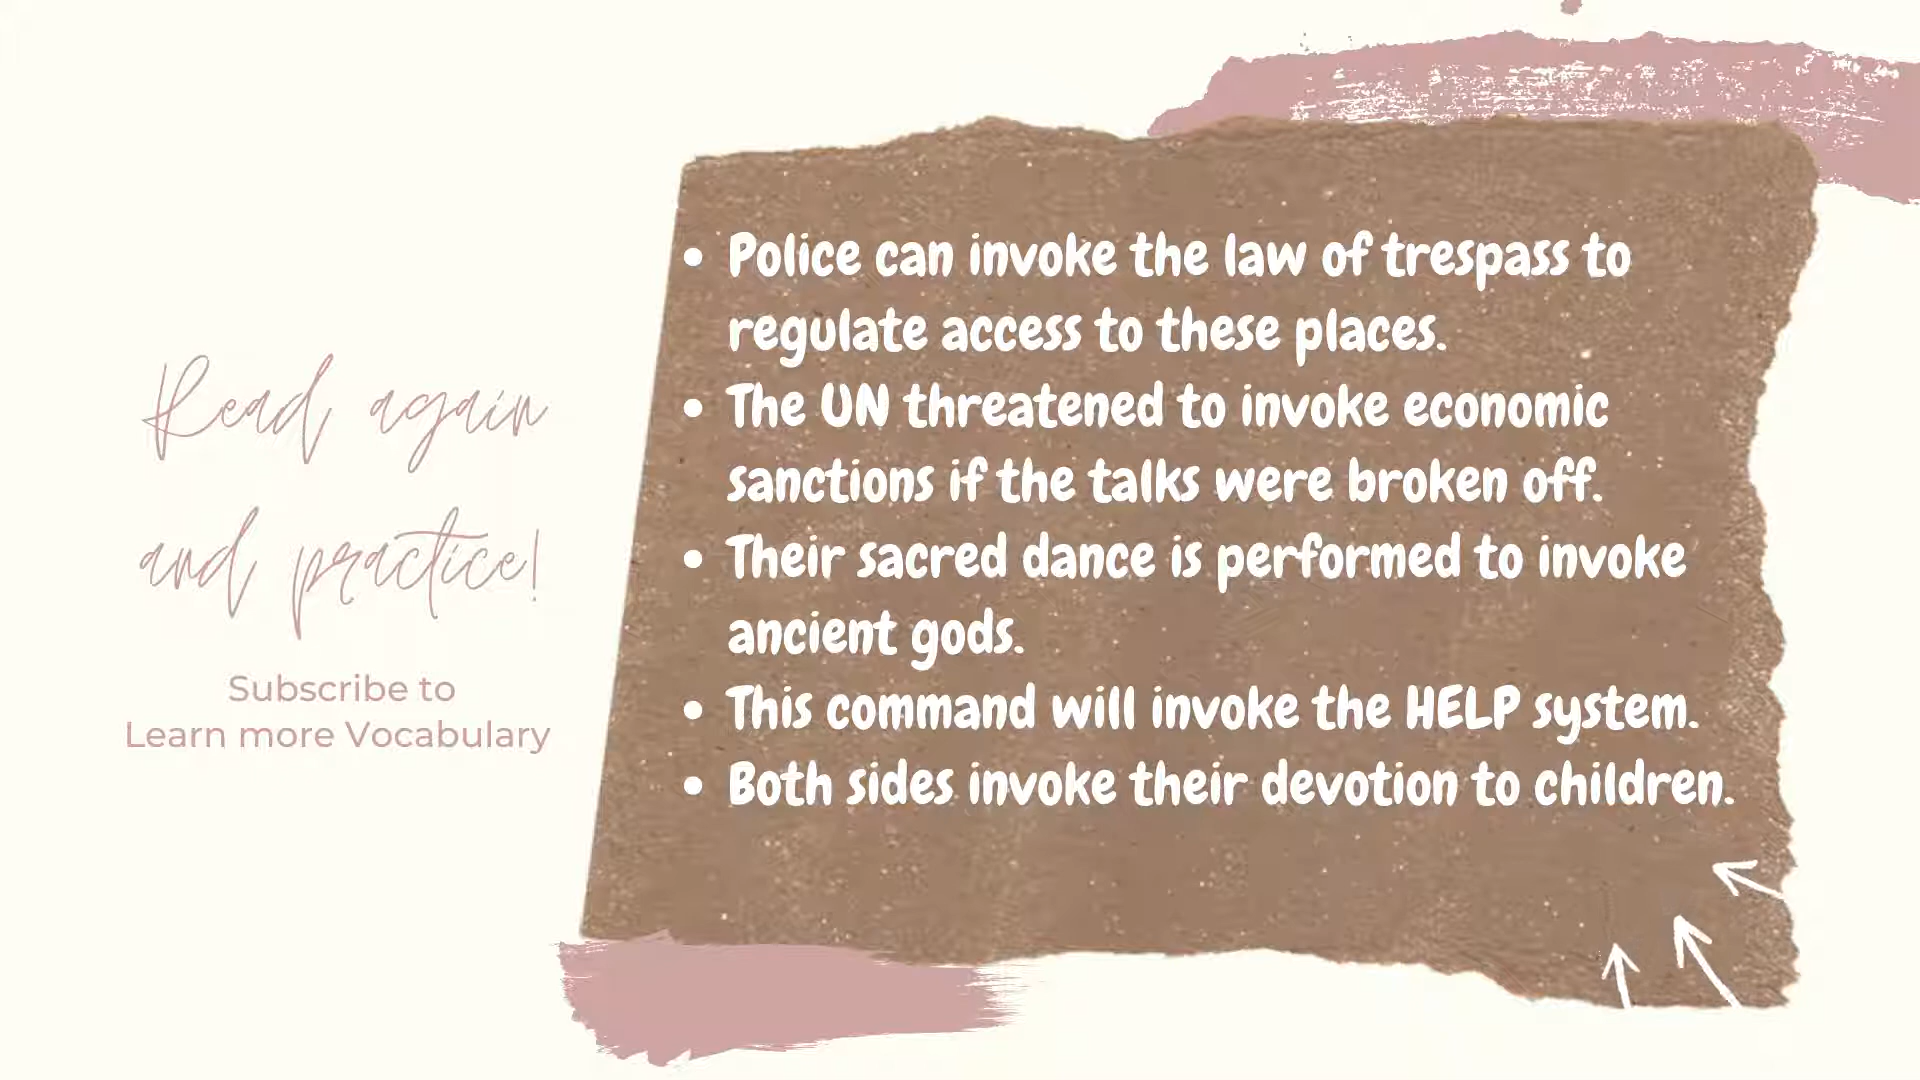 Read again
and practice!
Subscribe to
Learn more Vocabulary
• Police can invoke the law of trespass to
regulate access to these places.
• The UN threatened to invoke economic
sanctions if the talks were broken off.
• Their sacred dance is performed to invoke
ancient gods.
• This command will invoke the HELP system.
• Both sides invoke their devotion to children.